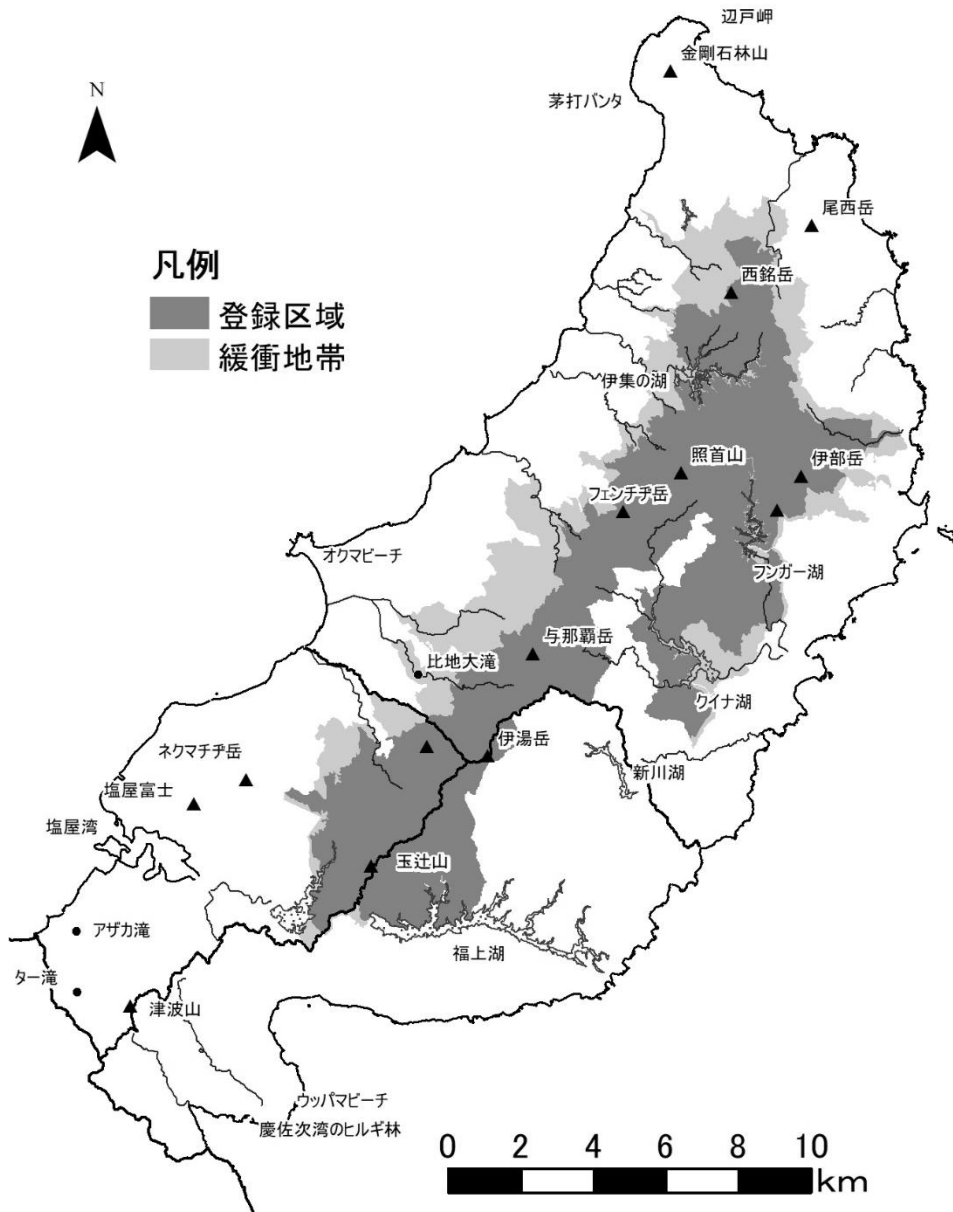 辺戸岬
金剛石林山
N
茅打バンタ
尾西岳
凡例
西銘岳
登録区域
緩衝地帯
伊集の湖
照首山
伊部岳
フェンチヂ岳
オクマビーチ
フンガー湖
与那覇岳
比地大滝
クイナ湖
伊湯岳
ネクマチヂ岳
新川湖
塩屋富士
塩屋湾
玉辻山
アザカ滝
福上湖
ター滝
津波山
ウッパマビーチ
慶佐次湾のヒルギ林
0 2 4 6 8 10
km